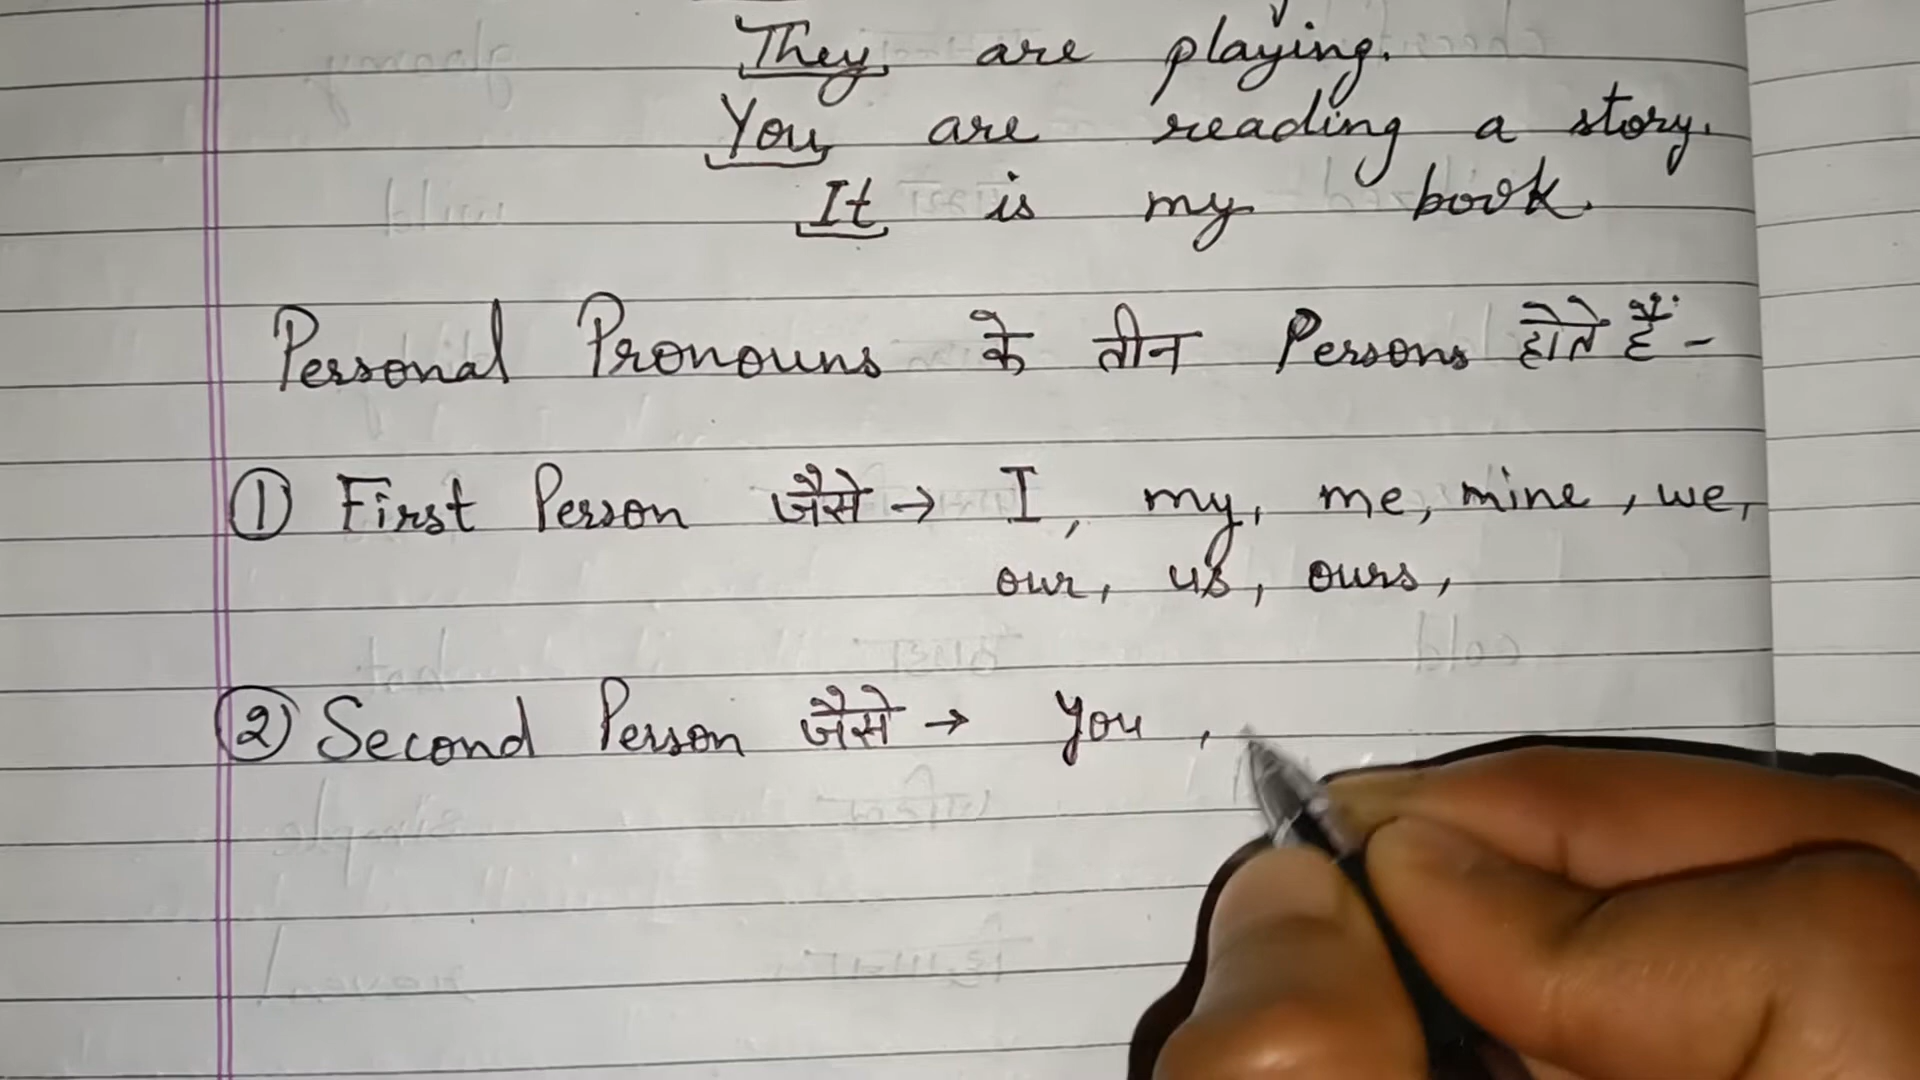 They are playing.
You are reading a story.
It is my book.
Personal Pronouns के तीन Persons होते हैं -
① First Person जैसे → I, my, me, mine, we,
our, us, ours,
② Second Person जैसे → you,